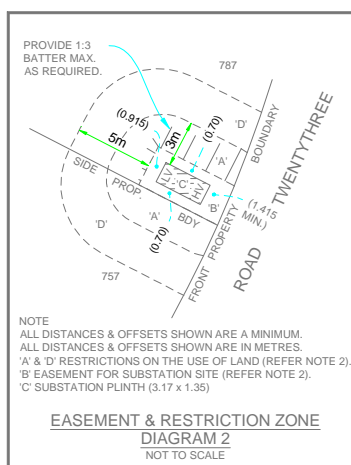 PROVIDE 1:3
BATTER MAX.
AS REQUIRED.
787
(0.915)
3m
(0.70)
'D'
5m
'A'
BOUNDARY
TWENTYTHREE
SIDE PROP. BDY
HV
'C'
'B'
(1.415
MIN.)
'D'
'A'
(0.70)
FRONT PROPERTY
ROAD
757
NOTE
ALL DISTANCES & OFFSETS SHOWN ARE A MINIMUM.
ALL DISTANCES & OFFSETS ARE IN METRES.
'A' & 'D' RESTRICTIONS ON THE USE OF LAND (REFER NOTE 2).
'B' EASEMENT FOR SUBSTATION SITE (REFER NOTE 2).
'C' SUBSTATION PLINTH (3.17 x 1.35)
EASEMENT & RESTRICTION ZONE
DIAGRAM 2
NOT TO SCALE